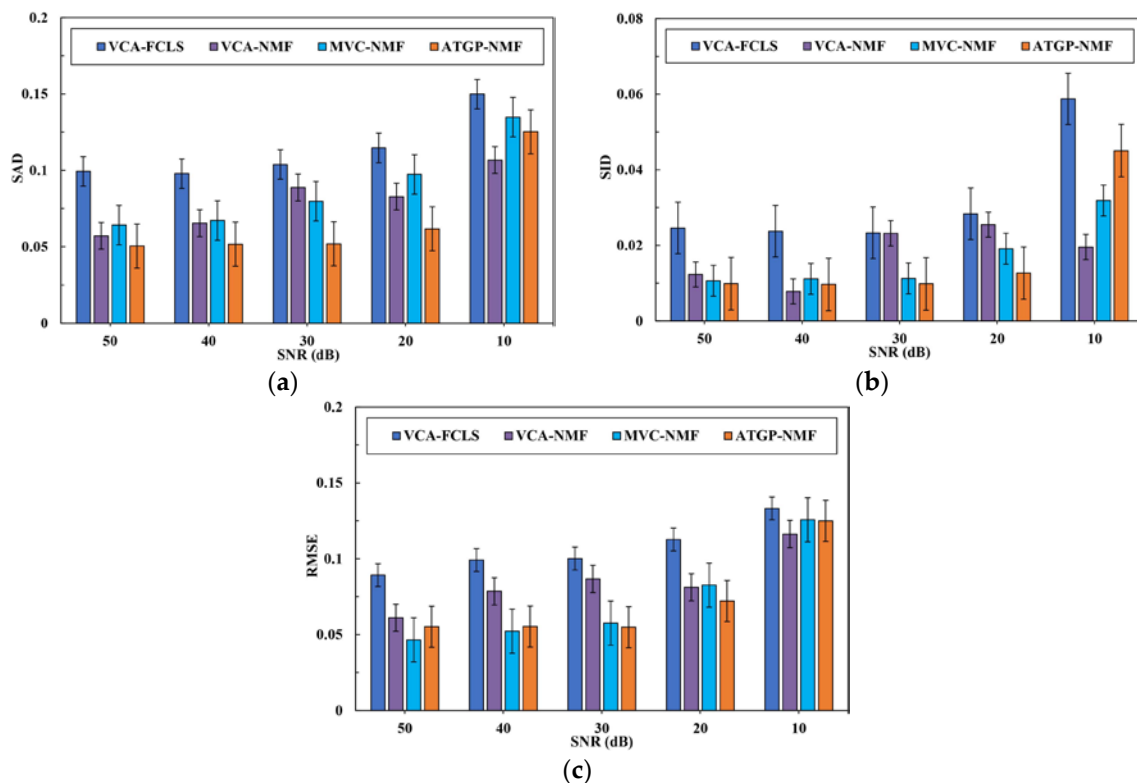 0.2
VCA-FCLS VCA-NMF MVC-NMF ATGP-NMF
0.15
0.1
0.05
0
SAD
50 40 30 20 10
SNR (dB)
(a)
0.08
VCA-FCLS VCA-NMF MVC-NMF ATGP-NMF
0.06
0.04
0.02
0
SID
50 40 30 20 10
SNR (dB)
(b)
0.2
VCA-FCLS VCA-NMF MVC-NMF ATGP-NMF
0.15
0.1
0.05
0
RMSE
50 40 30 20 10
SNR (dB)
(c)